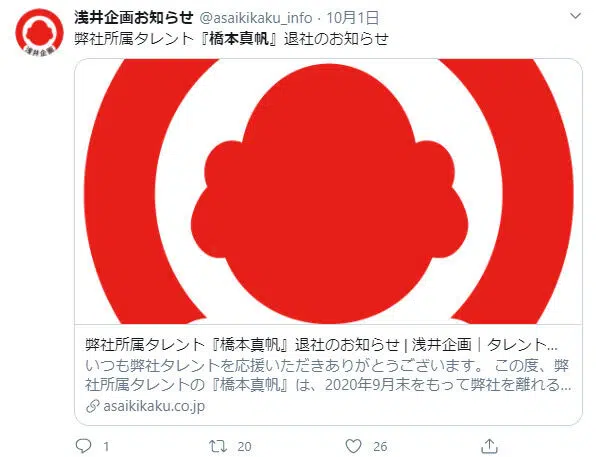 浅井企画お知らせ @asaikikaku_info · 10月1日
弊社所属タレント『橋本真帆』退社のお知らせ
浅井企画
弊社所属タレント『橋本真帆』退社のお知らせ | 浅井企画｜タレント...
いつも弊社タレントを応援いただきありがとうございます。 この度、弊
社所属タレントの『橋本真帆』は、2020年9月末をもって弊社を離れる...
asaikikaku.co.jp
1 20 26